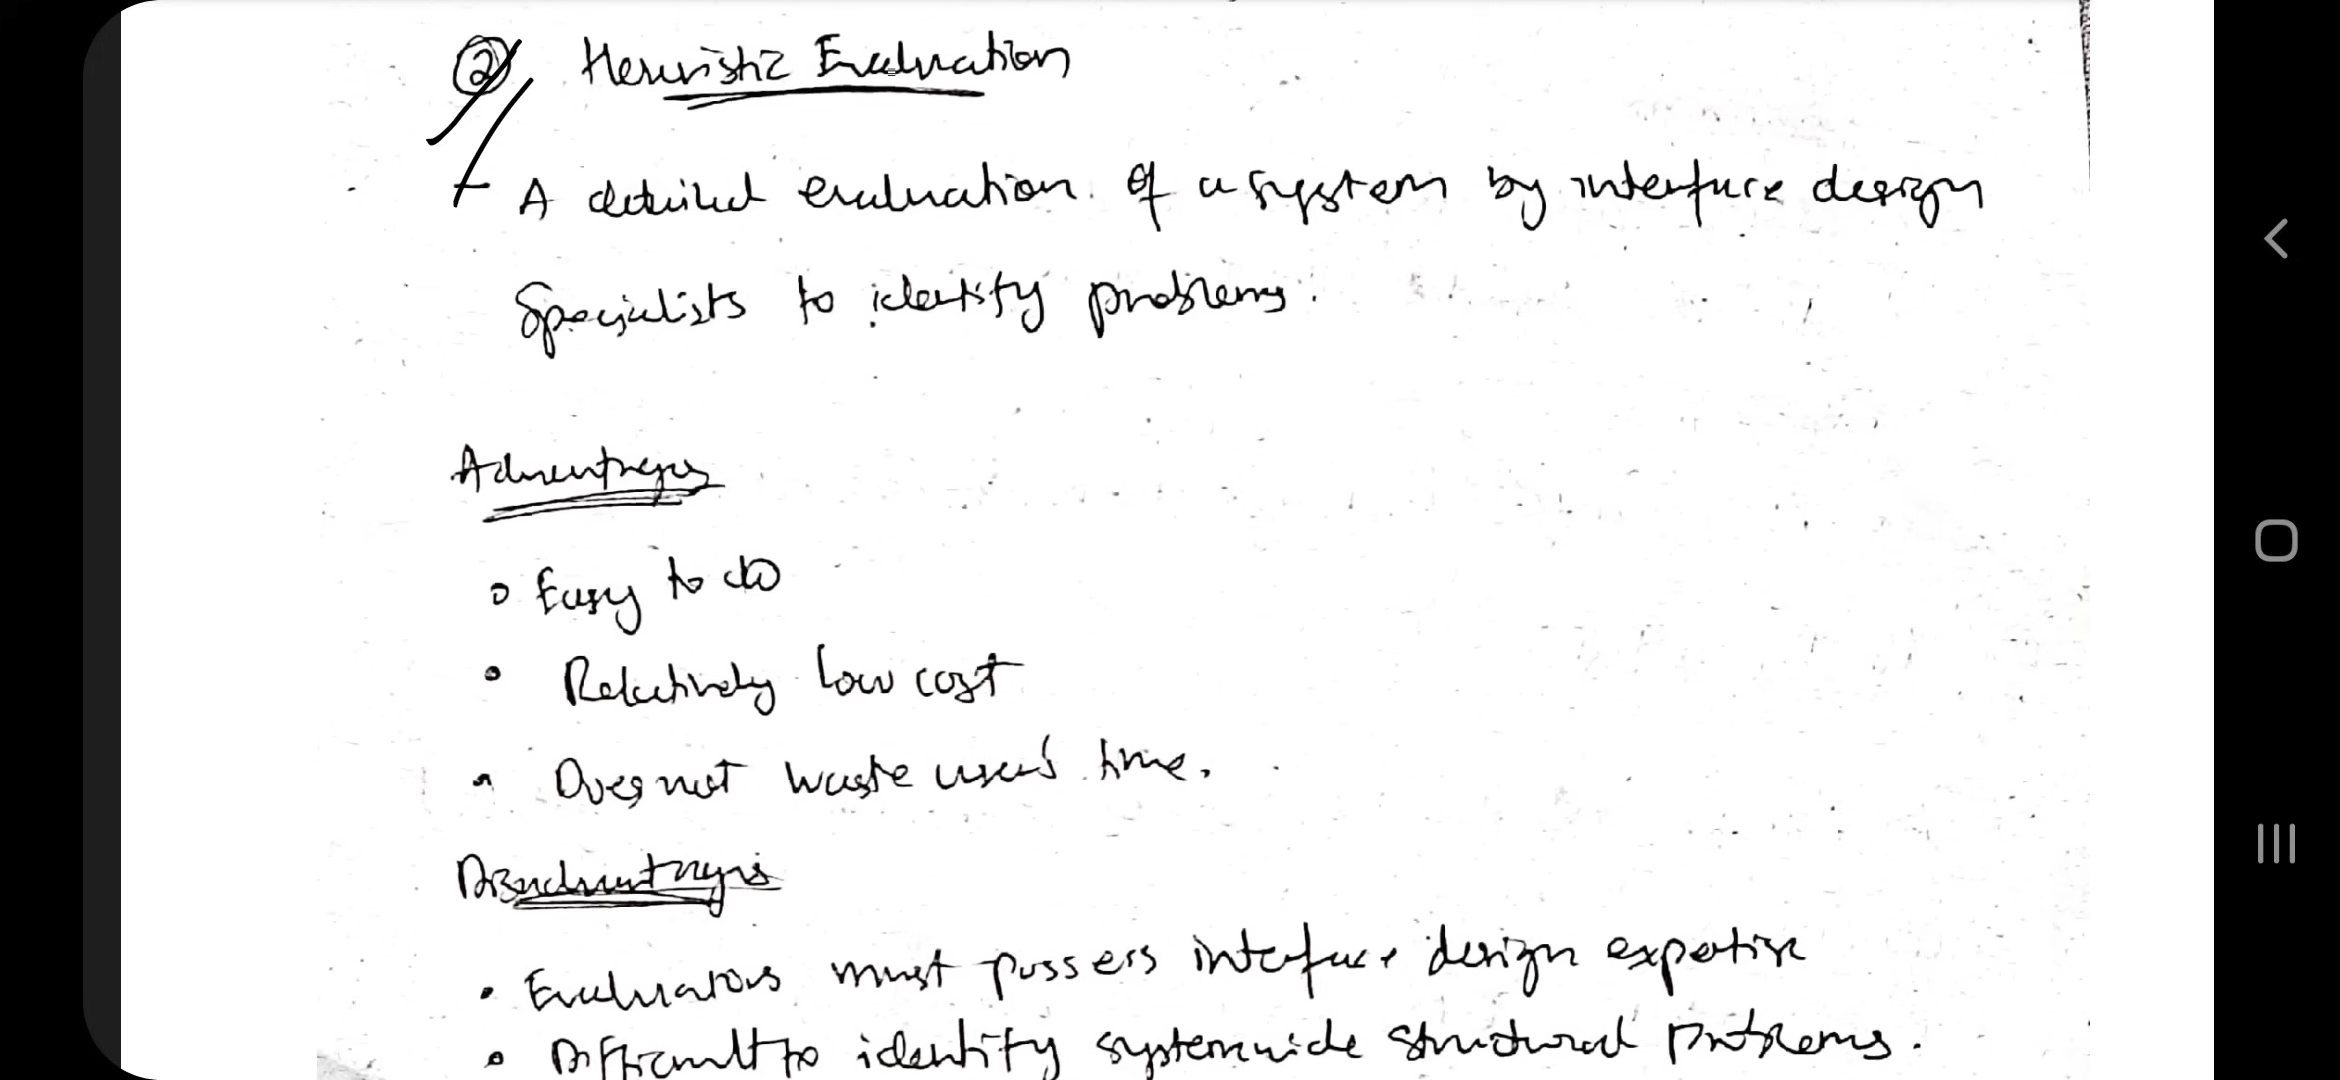 ② Heuristic Evaluation
A detailed evaluation of a system by interface design
Specialists to identify problems.
Advantages
Easy to do
• Relatively low cost
Does not waste user's time.
Disadvantages
• Evaluators must possess interface design expertise
• Difficult to identify systemwide structural problems.